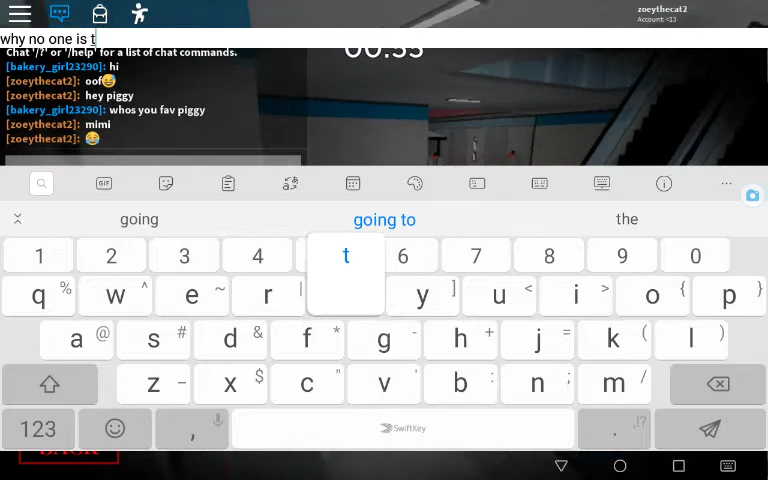 zoeythecat2
Account: <13
why no one is t
Chat '/?' or '/help' for a list of chat commands.
00:55
[bakery_girl23290]: hi
[zoeythecat2]: oof😅
[zoeythecat2]: hey piggy
[bakery_girl23290]: whos you fav piggy
[zoeythecat2]: mimi
[zoeythecat2]: 😂
GIF
going going to the
1 2 3 4 t 6 7 8 9 0
q % w ^ e ~ r | y ] u < i > o { p }
a @ s # d & f * g - h + j = k ( l )
z _ x $ c " v ' b : n ; m /
123 , SwiftKey . ,!?
BACK